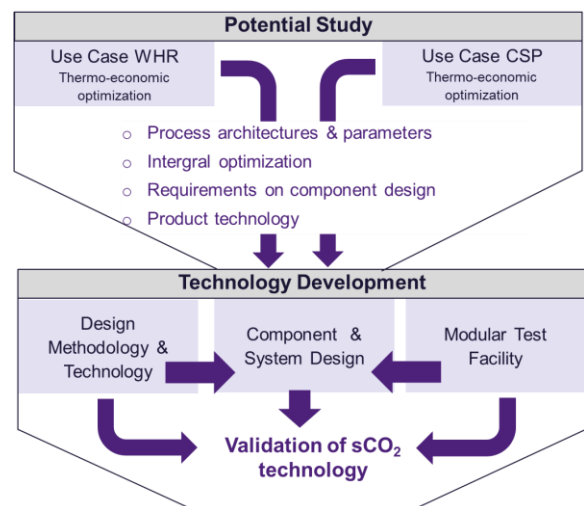 Potential Study
Use Case WHR
Thermo-economic
optimization
Use Case CSP
Thermo-economic
optimization
o Process architectures & parameters
o Intergral optimization
o Requirements on component design
o Product technology
Technology Development
Design
Methodology &
Technology
Component &
System Design
Modular Test
Facility
Validation of sCO₂
technology